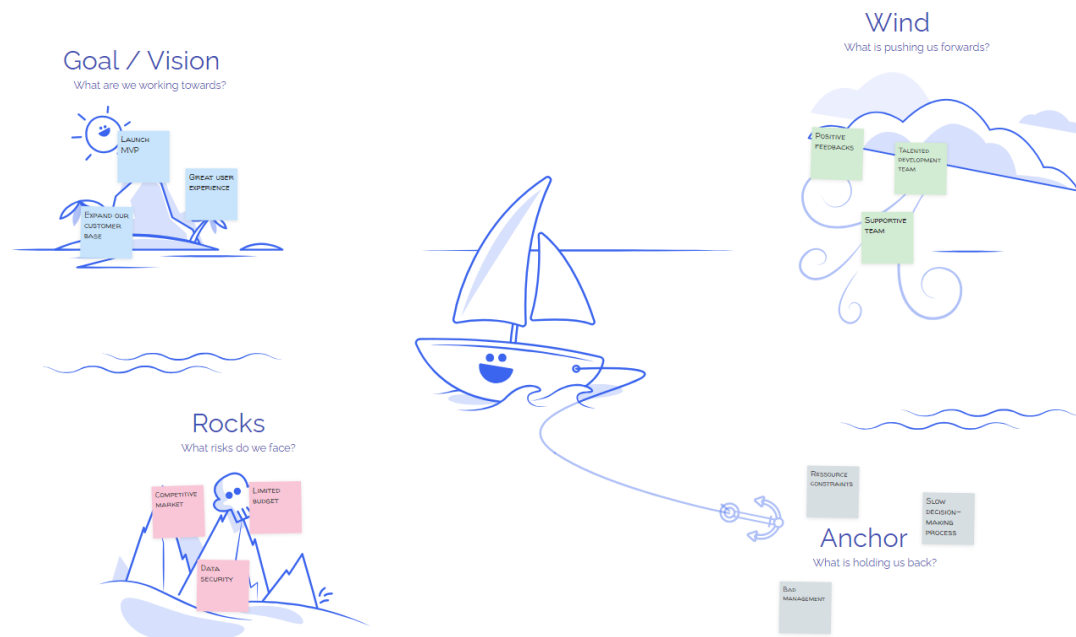 Goal / Vision
What are we working towards?
Launch
MVP
Great user
experience
Expand our
customer
base
Wind
What is pushing us forwards?
Positive
feedbacks
Talented
development
team
Supportive
team
Rocks
What risks do we face?
Competitive
market
Limited
budget
Data
security
Ressource
constraints
Slow
decision-
making
process
Anchor
What is holding us back?
Bad
management